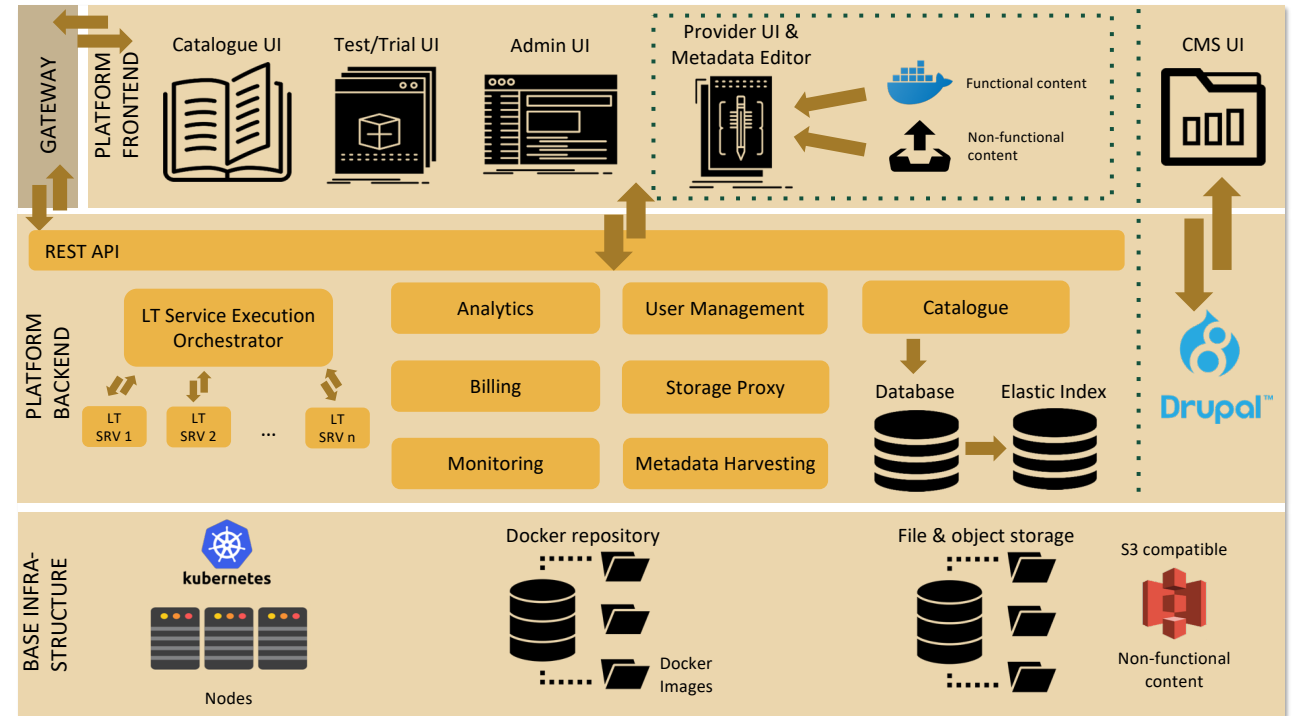 GATEWAY
PLATFORM
FRONTEND
Catalogue UI
Test/Trial UI
Admin UI
Provider UI &
Metadata Editor
Functional content
Non-functional
content
CMS UI
PLATFORM
BACKEND
REST API
LT Service Execution
Orchestrator
LT
SRV 1
LT
SRV 2
...
LT
SRV n
Analytics
User Management
Catalogue
Billing
Storage Proxy
Monitoring
Metadata Harvesting
Database
Elastic Index
Drupal™
BASE INFRA-
STRUCTURE
kubernetes
Nodes
Docker repository
Docker
Images
File & object storage
S3 compatible
Non-functional
content